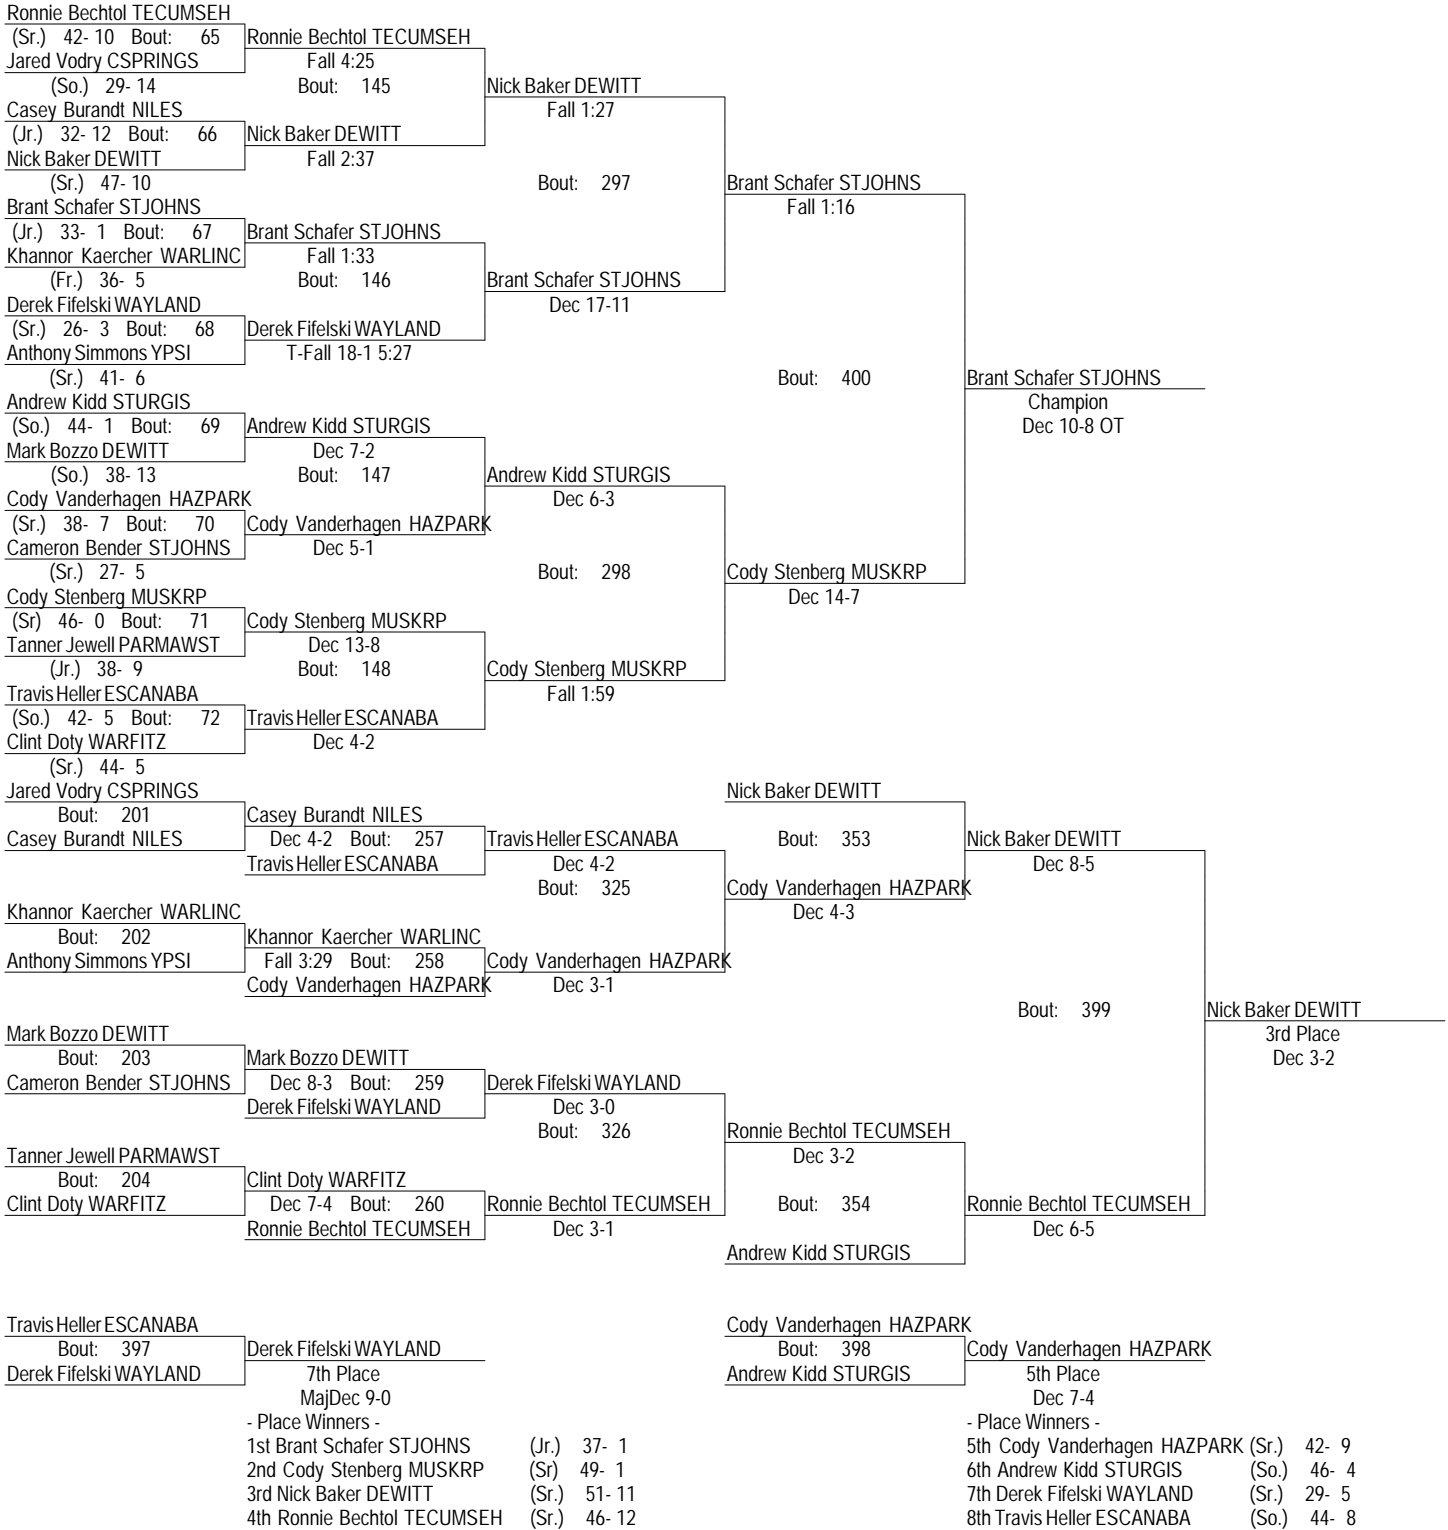 Ronnie Bechtol TECUMSEH
(Sr.) 42- 10 Bout: 65 Ronnie Bechtol TECUMSEH
Jared Vodry CSPRINGS Fall 4:25
(So.) 29- 14 Bout: 145 Nick Baker DEWITT
Casey Burandt NILES Fall 1:27
(Jr.) 32- 12 Bout: 66 Nick Baker DEWITT
Nick Baker DEWITT Fall 2:37
(Sr.) 47- 10 Bout: 297 Brant Schafer STJOHNS
Brant Schafer STJOHNS Fall 1:16
(Jr.) 33- 1 Bout: 67 Brant Schafer STJOHNS
Khannor Kaercher WARLINC Fall 1:33
(Fr.) 36- 5 Bout: 146 Brant Schafer STJOHNS
Derek Fifelski WAYLAND Dec 17-11
(Sr.) 26- 3 Bout: 68 Derek Fifelski WAYLAND
Anthony Simmons YPSI T-Fall 18-1 5:27
(Sr.) 41- 6 Bout: 400 Brant Schafer STJOHNS
Andrew Kidd STURGIS Champion
(So.) 44- 1 Bout: 69 Andrew Kidd STURGIS Dec 10-8 OT
Mark Bozzo DEWITT Dec 7-2
(So.) 38- 13 Bout: 147 Andrew Kidd STURGIS
Cody Vanderhagen HAZPARK Dec 6-3
(Sr.) 38- 7 Bout: 70 Cody Vanderhagen HAZPARK
Cameron Bender STJOHNS Dec 5-1
(Sr.) 27- 5 Bout: 298 Cody Stenberg MUSKRP
Cody Stenberg MUSKRP Dec 14-7
(Sr) 46- 0 Bout: 71 Cody Stenberg MUSKRP
Tanner Jewell PARMAWST Dec 13-8
(Jr.) 38- 9 Bout: 148 Cody Stenberg MUSKRP
Travis Heller ESCANABA Fall 1:59
(So.) 42- 5 Bout: 72 Travis Heller ESCANABA
Clint Doty WARFITZ Dec 4-2
(Sr.) 44- 5
Jared Vodry CSPRINGS Nick Baker DEWITT
Bout: 201 Casey Burandt NILES
Casey Burandt NILES Dec 4-2 Bout: 257 Travis Heller ESCANABA Bout: 353 Nick Baker DEWITT
Travis Heller ESCANABA Dec 4-2 Dec 8-5
Bout: 325 Cody Vanderhagen HAZPARK
Khannor Kaercher WARLINC Dec 4-3
Bout: 202 Khannor Kaercher WARLINC
Anthony Simmons YPSI Fall 3:29 Bout: 258 Cody Vanderhagen HAZPARK
Cody Vanderhagen HAZPARK Dec 3-1
Bout: 399 Nick Baker DEWITT
Mark Bozzo DEWITT 3rd Place
Bout: 203 Mark Bozzo DEWITT Dec 3-2
Cameron Bender STJOHNS Dec 8-3 Bout: 259 Derek Fifelski WAYLAND
Derek Fifelski WAYLAND Dec 3-0
Bout: 326 Ronnie Bechtol TECUMSEH
Tanner Jewell PARMAWST Dec 3-2
Bout: 204 Clint Doty WARFITZ
Clint Doty WARFITZ Dec 7-4 Bout: 260 Ronnie Bechtol TECUMSEH Bout: 354 Ronnie Bechtol TECUMSEH
Ronnie Bechtol TECUMSEH Dec 3-1 Dec 6-5
Andrew Kidd STURGIS
Travis Heller ESCANABA Cody Vanderhagen HAZPARK
Bout: 397 Derek Fifelski WAYLAND Bout: 398 Cody Vanderhagen HAZPARK
Derek Fifelski WAYLAND 7th Place Andrew Kidd STURGIS 5th Place
MajDec 9-0 Dec 7-4
- Place Winners - - Place Winners -
1st Brant Schafer STJOHNS (Jr.) 37- 1 5th Cody Vanderhagen HAZPARK (Sr.) 42- 9
2nd Cody Stenberg MUSKRP (Sr) 49- 1 6th Andrew Kidd STURGIS (So.) 46- 4
3rd Nick Baker DEWITT (Sr.) 51- 11 7th Derek Fifelski WAYLAND (Sr.) 29- 5
4th Ronnie Bechtol TECUMSEH (Sr.) 46- 12 8th Travis Heller ESCANABA (So.) 44- 8